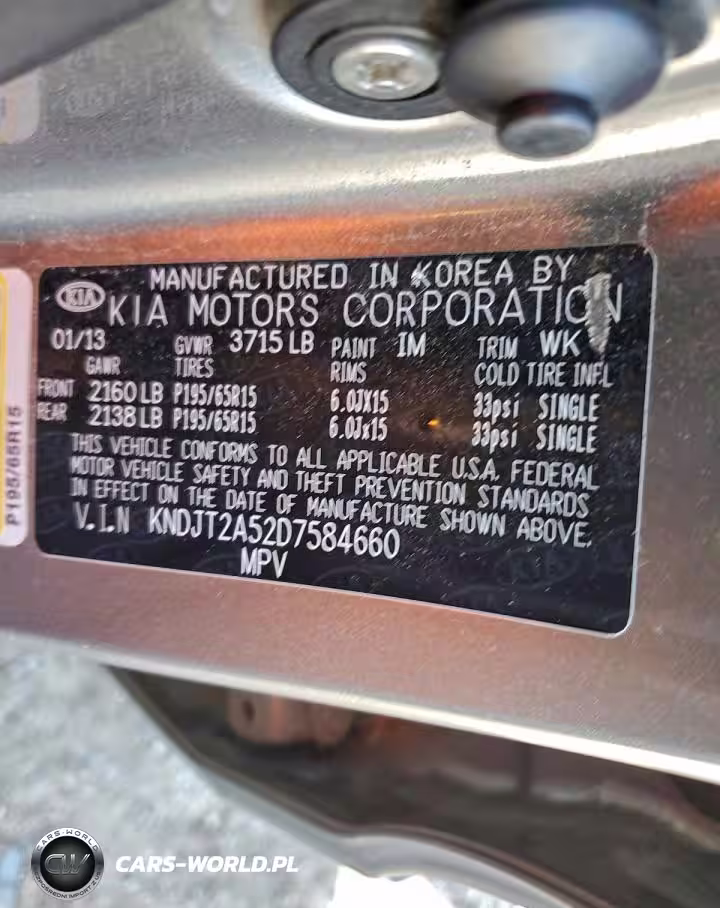 MANUFACTURED IN KOREA BY
KIA KIA MOTORS CORPORATION
01/13 GVWR 3715 LB PAINT IM TRIM WK
GAWR TIRES RIMS COLD TIRE INFL
FRONT 2160 LB P195/65R15 6.0JX15 33psi SINGLE
REAR 2138 LB P195/65R15 6.0Jx15 33psi SINGLE
THIS VEHICLE CONFORMS TO ALL APPLICABLE U.S.A. FEDERAL
MOTOR VEHICLE SAFETY AND THEFT PREVENTION STANDARDS
IN EFFECT ON THE DATE OF MANUFACTURE SHOWN ABOVE.
V.I.N KNDJT2A52D7584660
MPV
P195/65R15
CARS-WORLD
CW
CARS-WORLD.PL